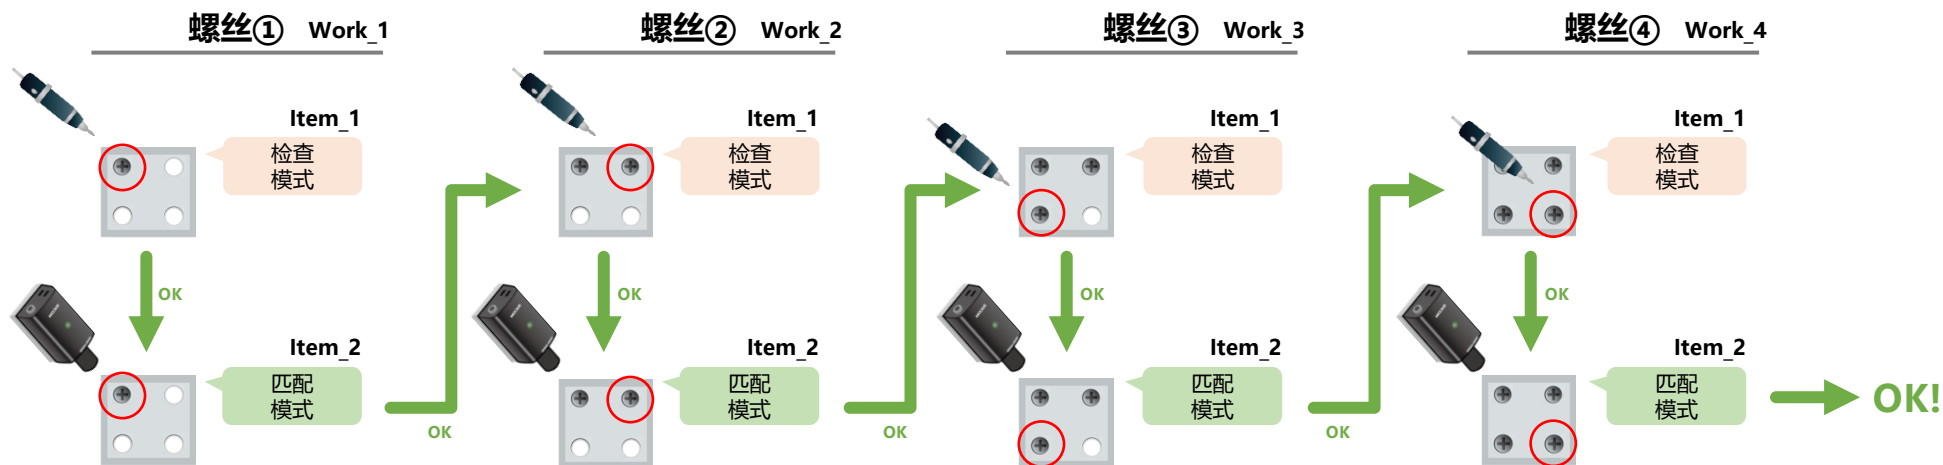 螺丝① Work_1
螺丝② Work_2
螺丝③ Work_3
螺丝④ Work_4
Item_1
检查
模式
Item_1
检查
模式
Item_1
检查
模式
Item_1
检查
模式
OK
OK
OK
OK
Item_2
匹配
模式
Item_2
匹配
模式
Item_2
匹配
模式
Item_2
匹配
模式
OK
OK
OK
OK!